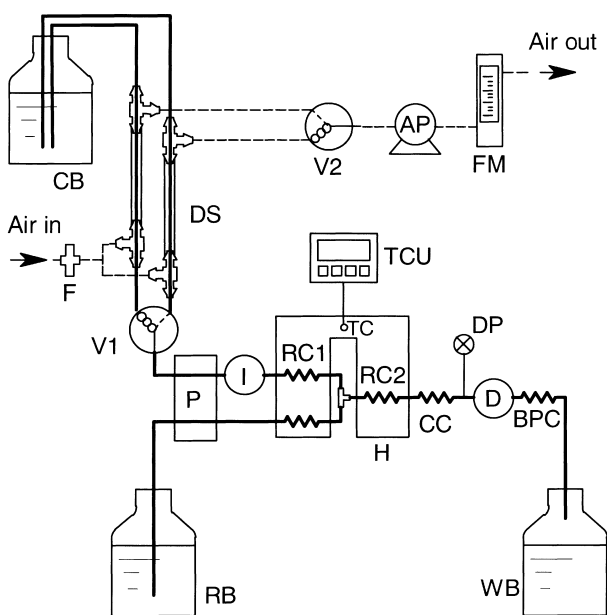 Air out
AP
V2
FM
CB
DS
Air in
F
TCU
TC
V1
DP
RC1
RC2
P
I
D
CC
BPC
H
RB
WB